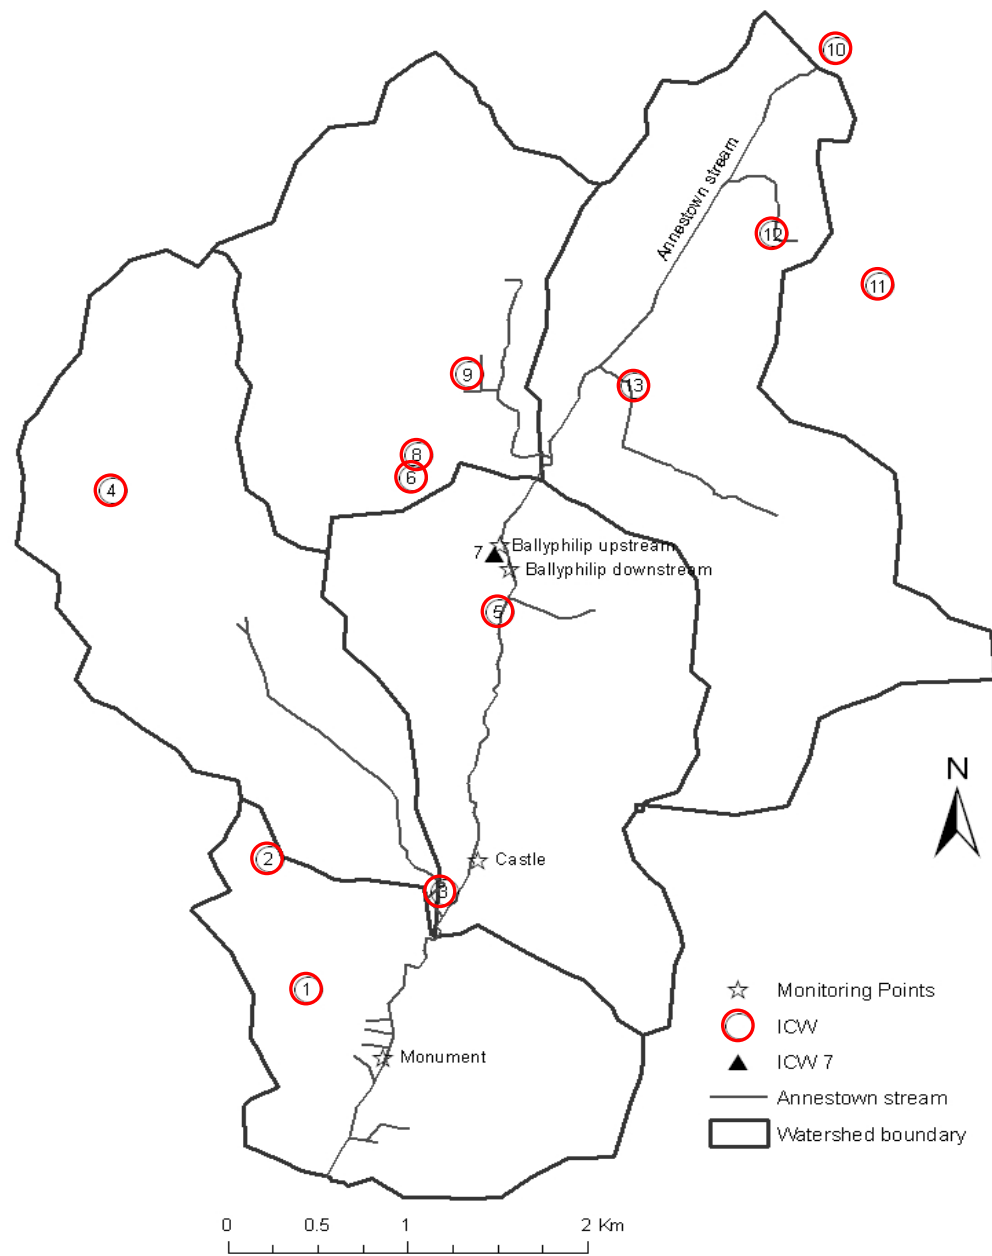 10
Annestown stream
12
11
9
13
8
6
4
7
Ballyphilip upstream
Ballyphilip downstream
5
N
2
Castle
3
1
Monitoring Points
ICW
Monument
ICW 7
Annestown stream
Watershed boundary
0 0.5 1 2 Km